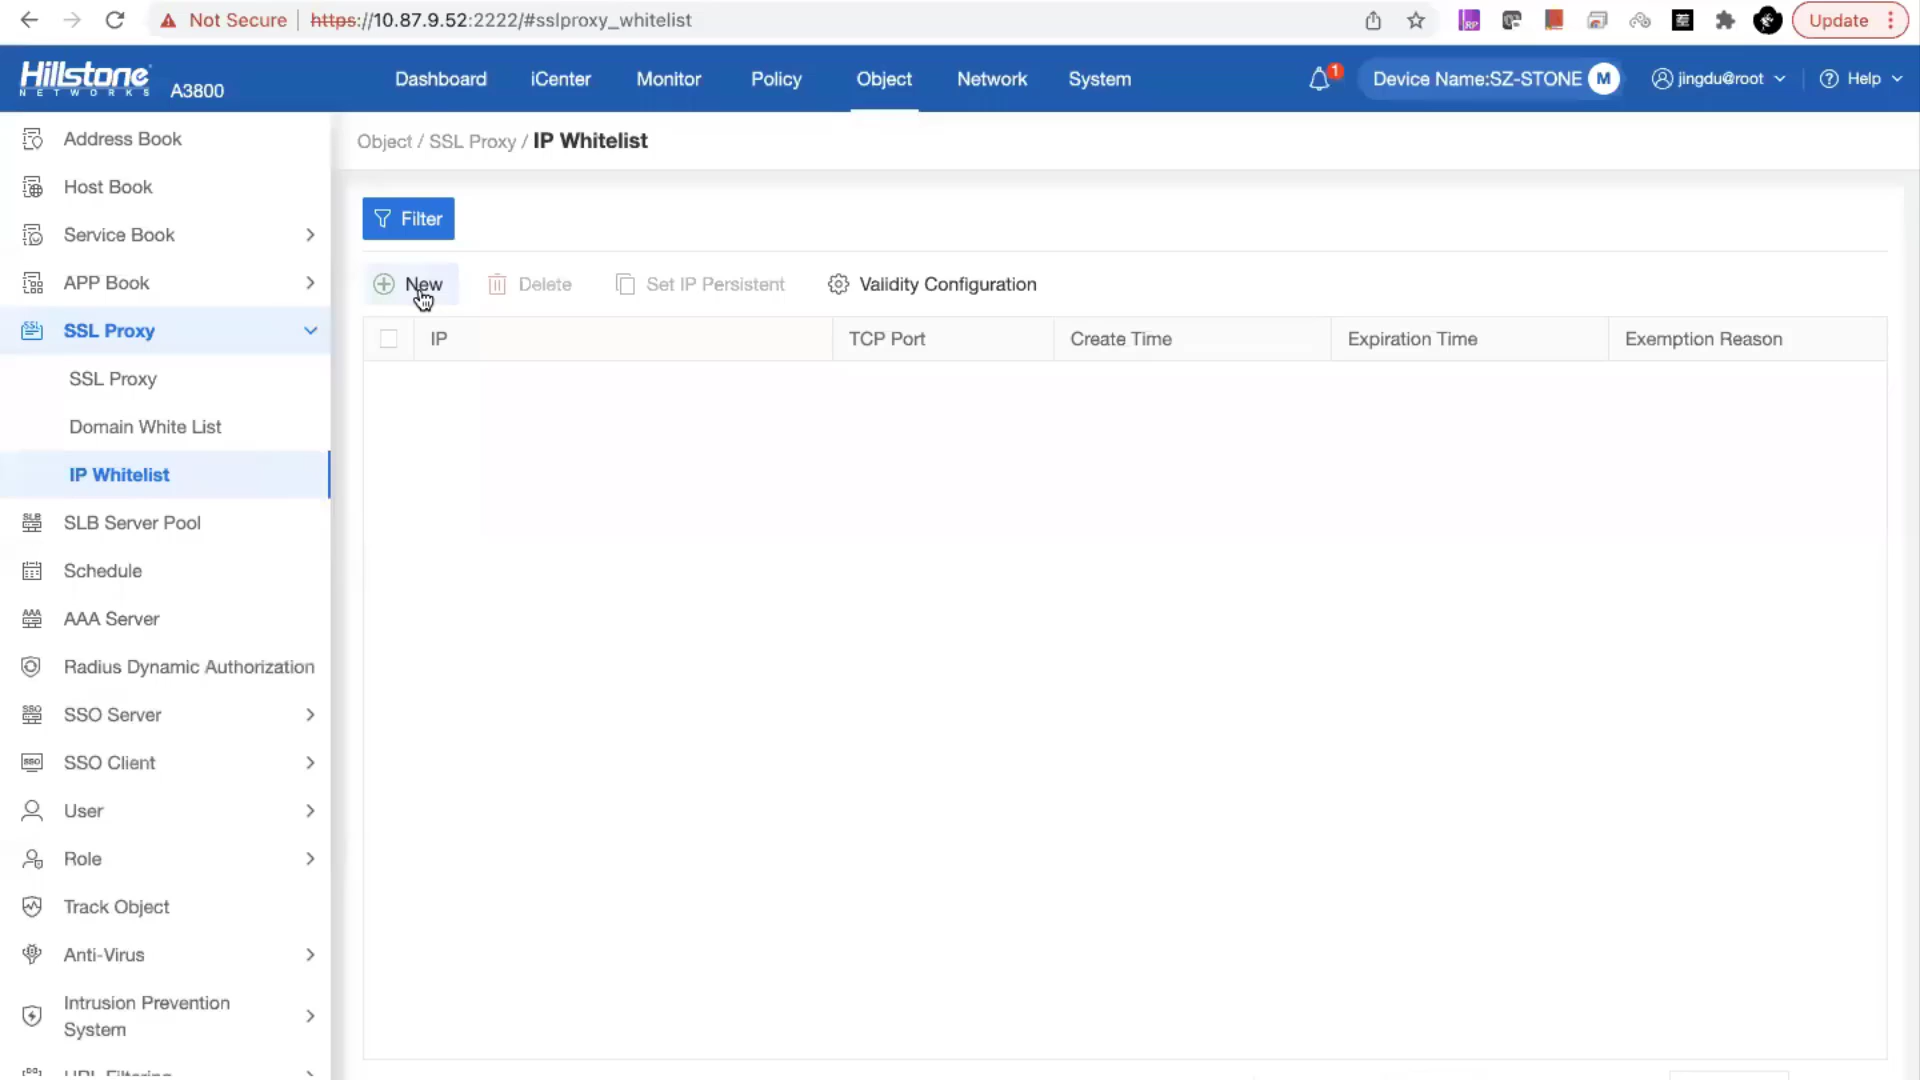 Not Secure https://10.87.9.52:2222/#sslproxy_whitelist Update
Hillstone NETWORKS A3800 Dashboard iCenter Monitor Policy Object Network System 1 Device Name:SZ-STONE M jingdu@root Help
Address Book
Host Book
Service Book
APP Book
SSL Proxy
SSL Proxy
Domain White List
IP Whitelist
SLB Server Pool
Schedule
AAA Server
Radius Dynamic Authorization
SSO Server
SSO Client
User
Role
Track Object
Anti-Virus
Intrusion Prevention
System
URL Filtering
Object / SSL Proxy / IP Whitelist
Filter
New Delete Set IP Persistent Validity Configuration
IP TCP Port Create Time Expiration Time Exemption Reason